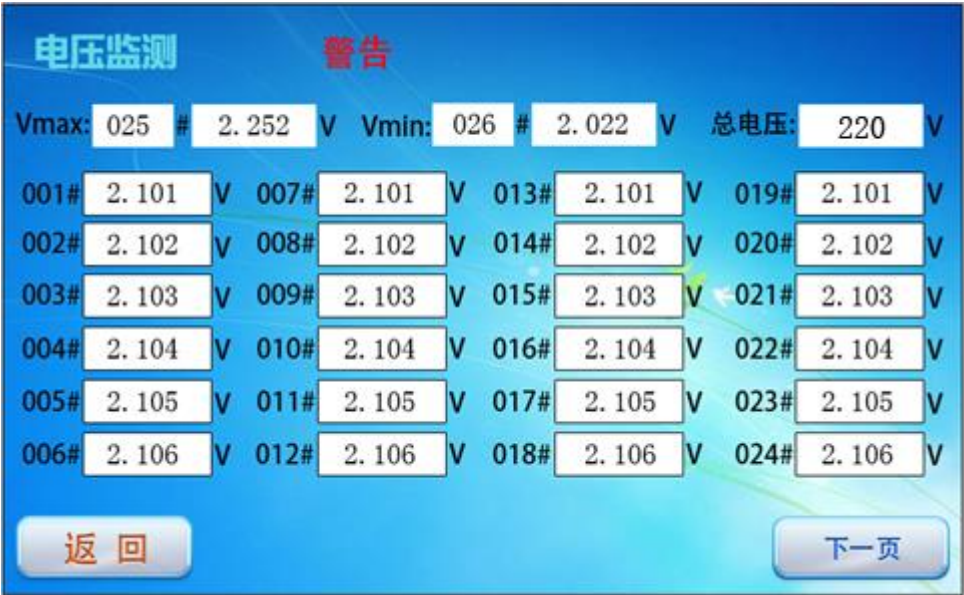 电压监测 警告
Vmax: 025 # 2.252 V Vmin: 026 # 2.022 V 总电压: 220 V
001# 2.101 V 007# 2.101 V 013# 2.101 V 019# 2.101 V
002# 2.102 V 008# 2.102 V 014# 2.102 V 020# 2.102 V
003# 2.103 V 009# 2.103 V 015# 2.103 V 021# 2.103 V
004# 2.104 V 010# 2.104 V 016# 2.104 V 022# 2.104 V
005# 2.105 V 011# 2.105 V 017# 2.105 V 023# 2.105 V
006# 2.106 V 012# 2.106 V 018# 2.106 V 024# 2.106 V
返回 下一页